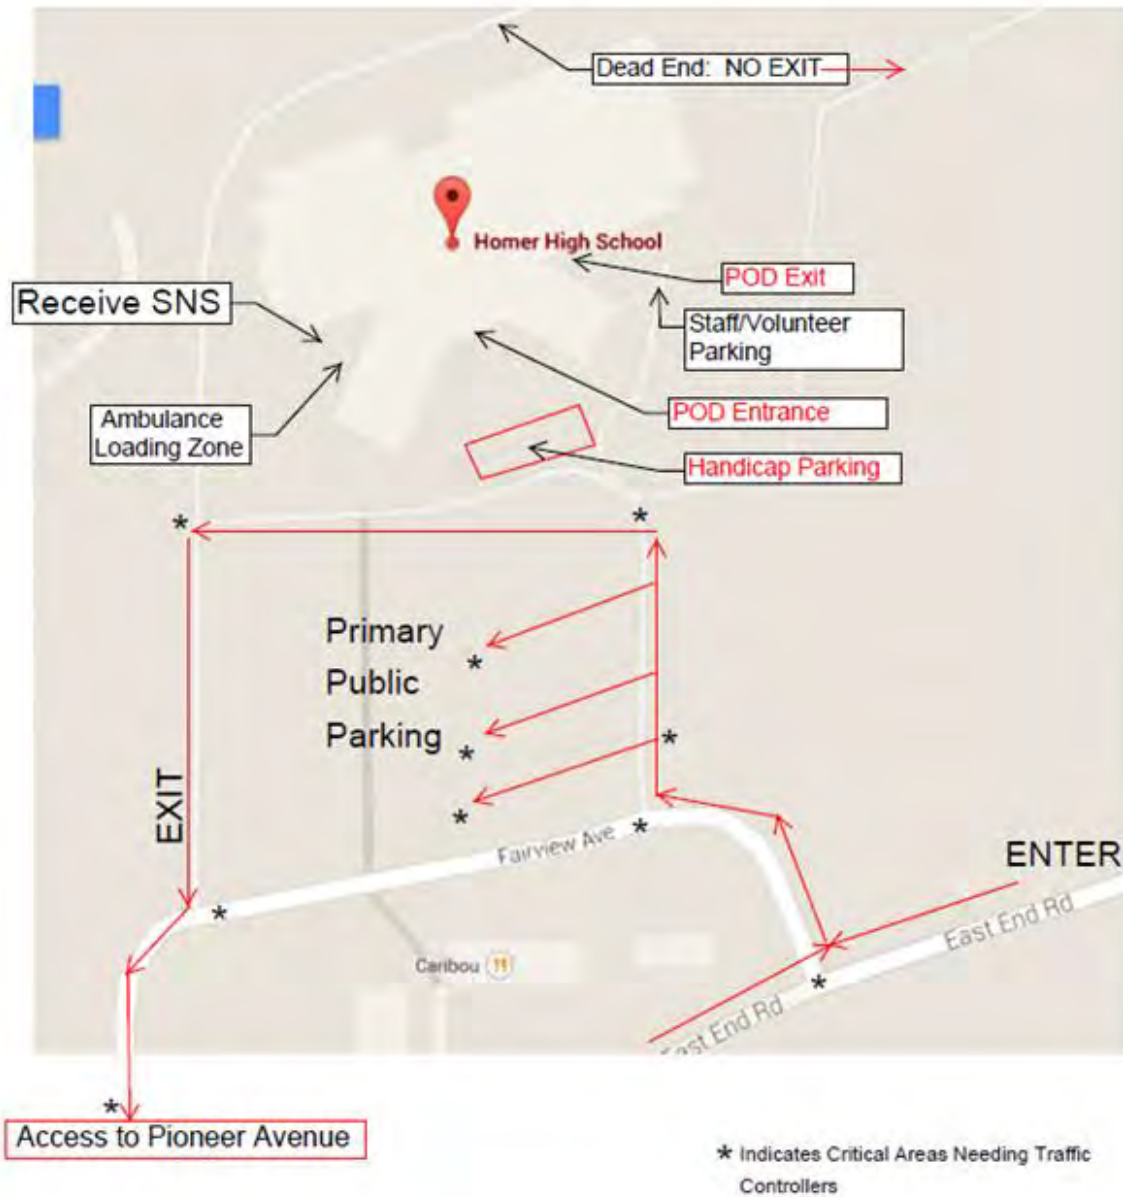 Dead End: NO EXIT
Homer High School
POD Exit
Receive SNS
Staff/Volunteer
Parking
Ambulance
Loading Zone
POD Entrance
Handicap Parking
*
*
Primary
*
Public
Parking
*
*
*
EXIT
Fairview Ave
*
ENTER
*
East End Rd
Caribou
*
East End Rd
*
Access to Pioneer Avenue
* Indicates Critical Areas Needing Traffic
Controllers